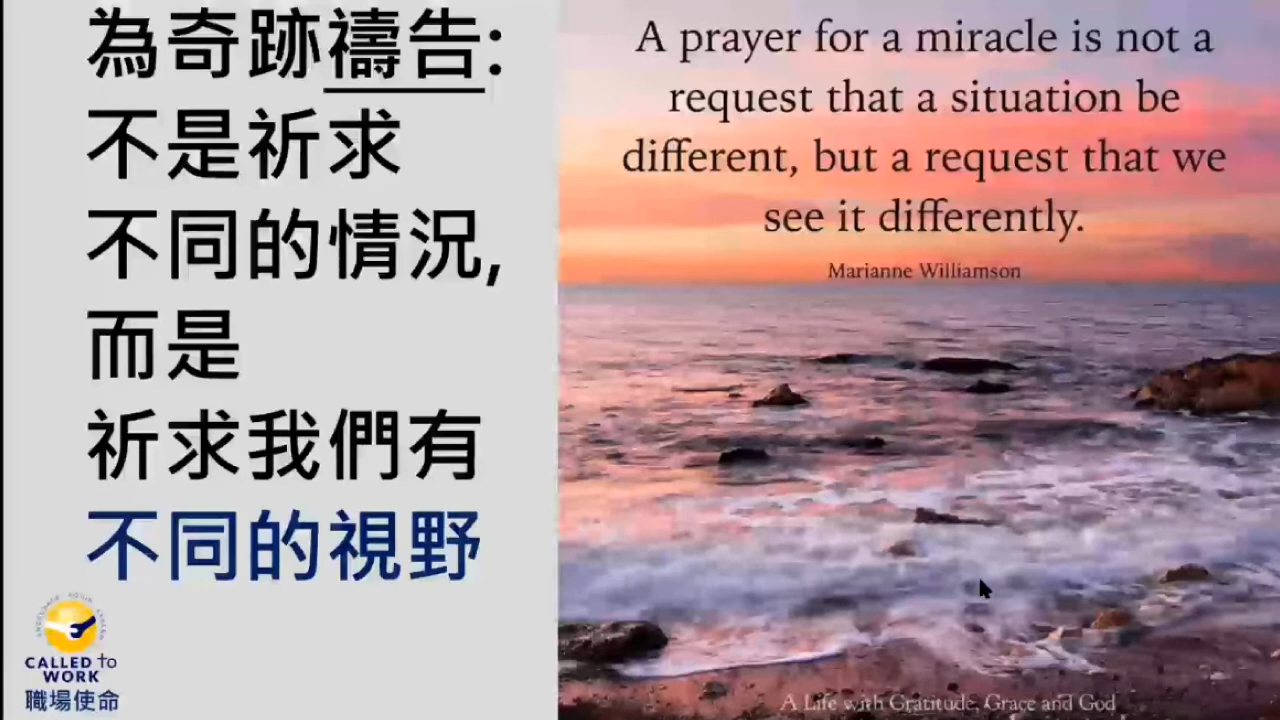 為奇跡禱告:
不是祈求
不同的情況,
而是
祈求我們有
不同的視野
CALLED to
WORK
職場使命
A prayer for a miracle is not a
request that a situation be
different, but a request that we
see it differently.
Marianne Williamson
A Life with Gratitude, Grace and God